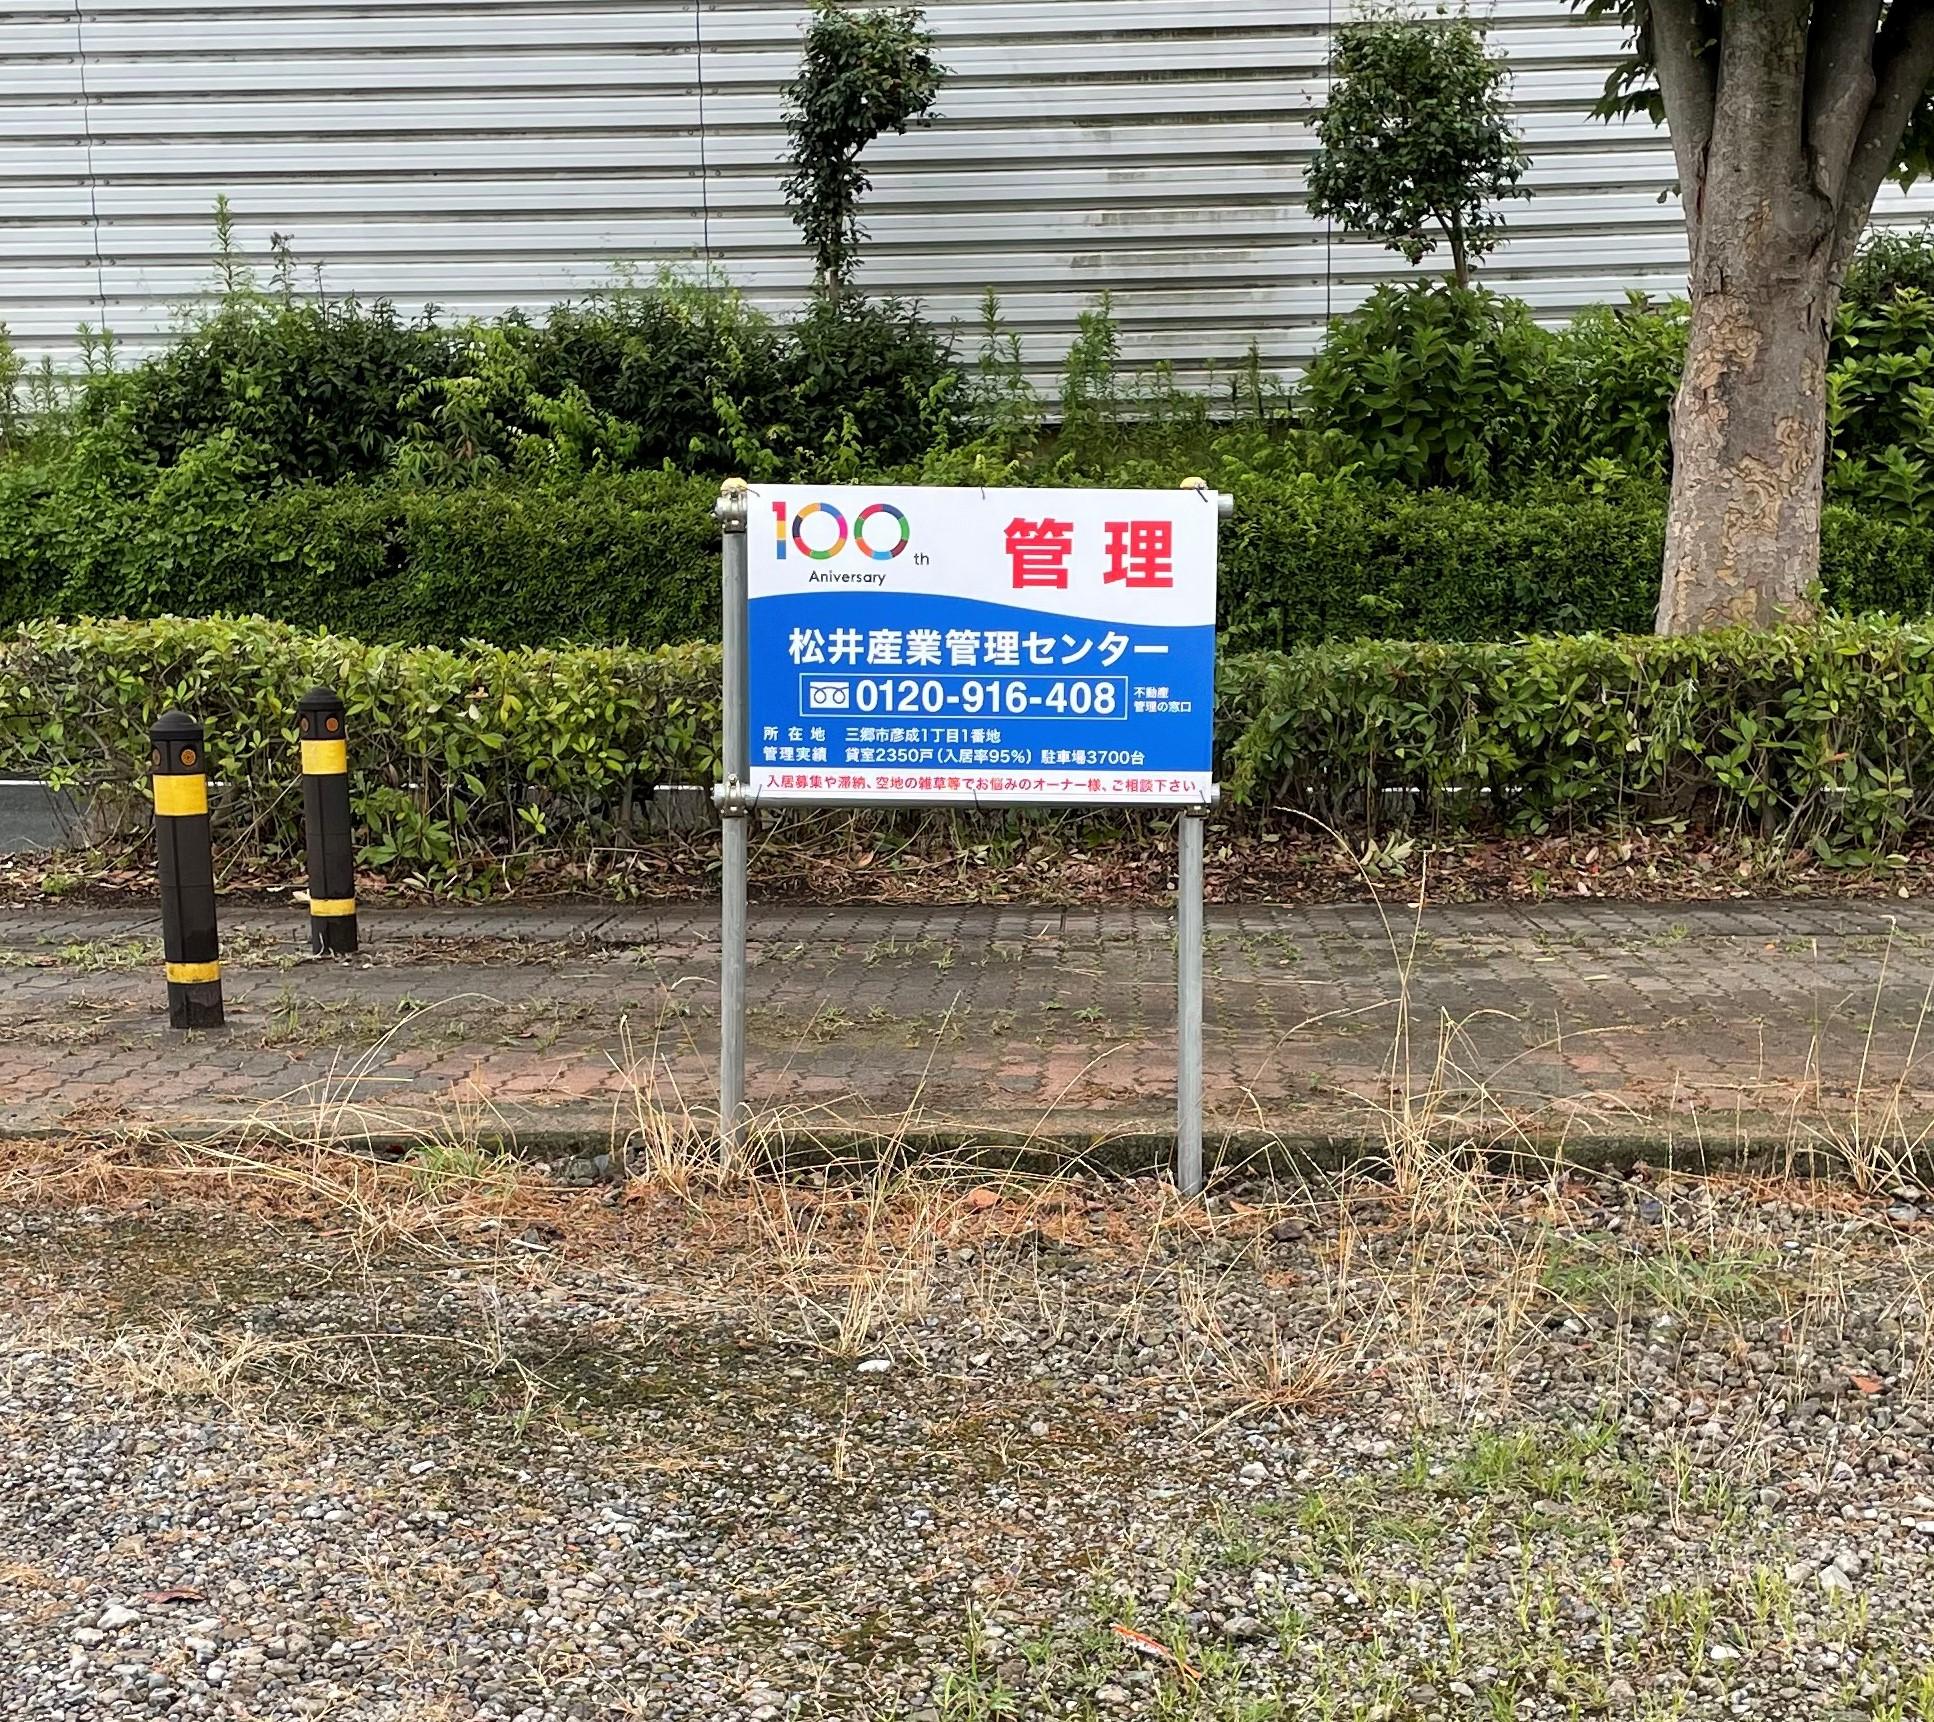 100th
Aniversary
管理
松井産業管理センター
0120-916-408
不動産
管理の窓口
所在地 三郷市彦成1丁目1番地
管理実績 貸室2350戸(入居率95%) 駐車場3700台
入居募集や滞納、空地の雑草等でお悩みのオーナー様、ご相談下さい